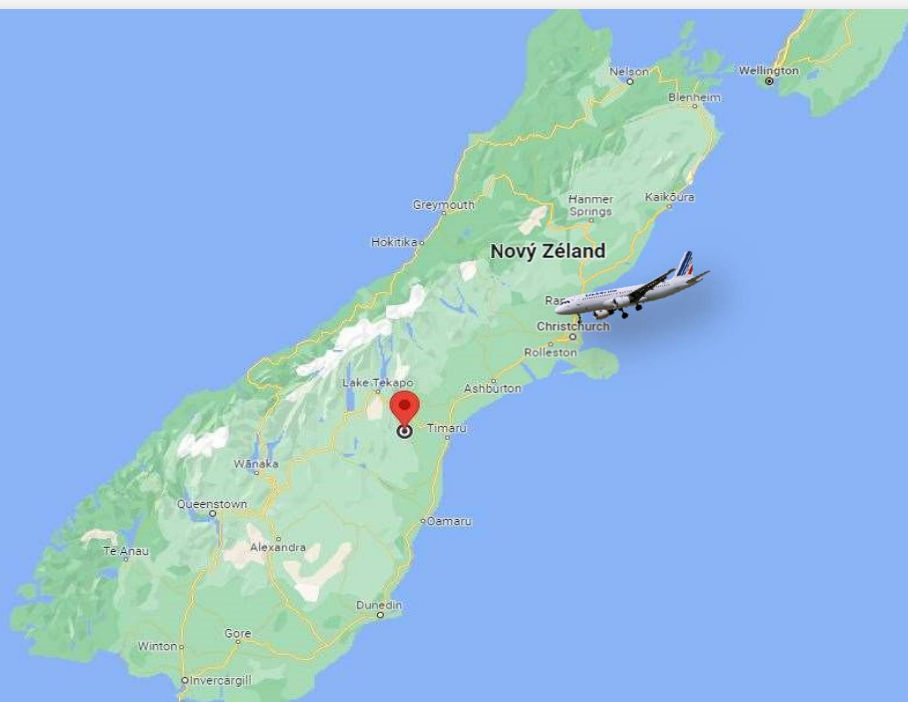 Nelson
Wellington
Blenheim
Greymouth
Hanmer
Springs
Kaikōura
Hokitika
Nový Zéland
Christchurch
Rolleston
Lake Tekapo
Ashburton
Timaru
Wānaka
Queenstown
Oamaru
Alexandra
Te Anau
Dunedin
Gore
Winton
Invercargill